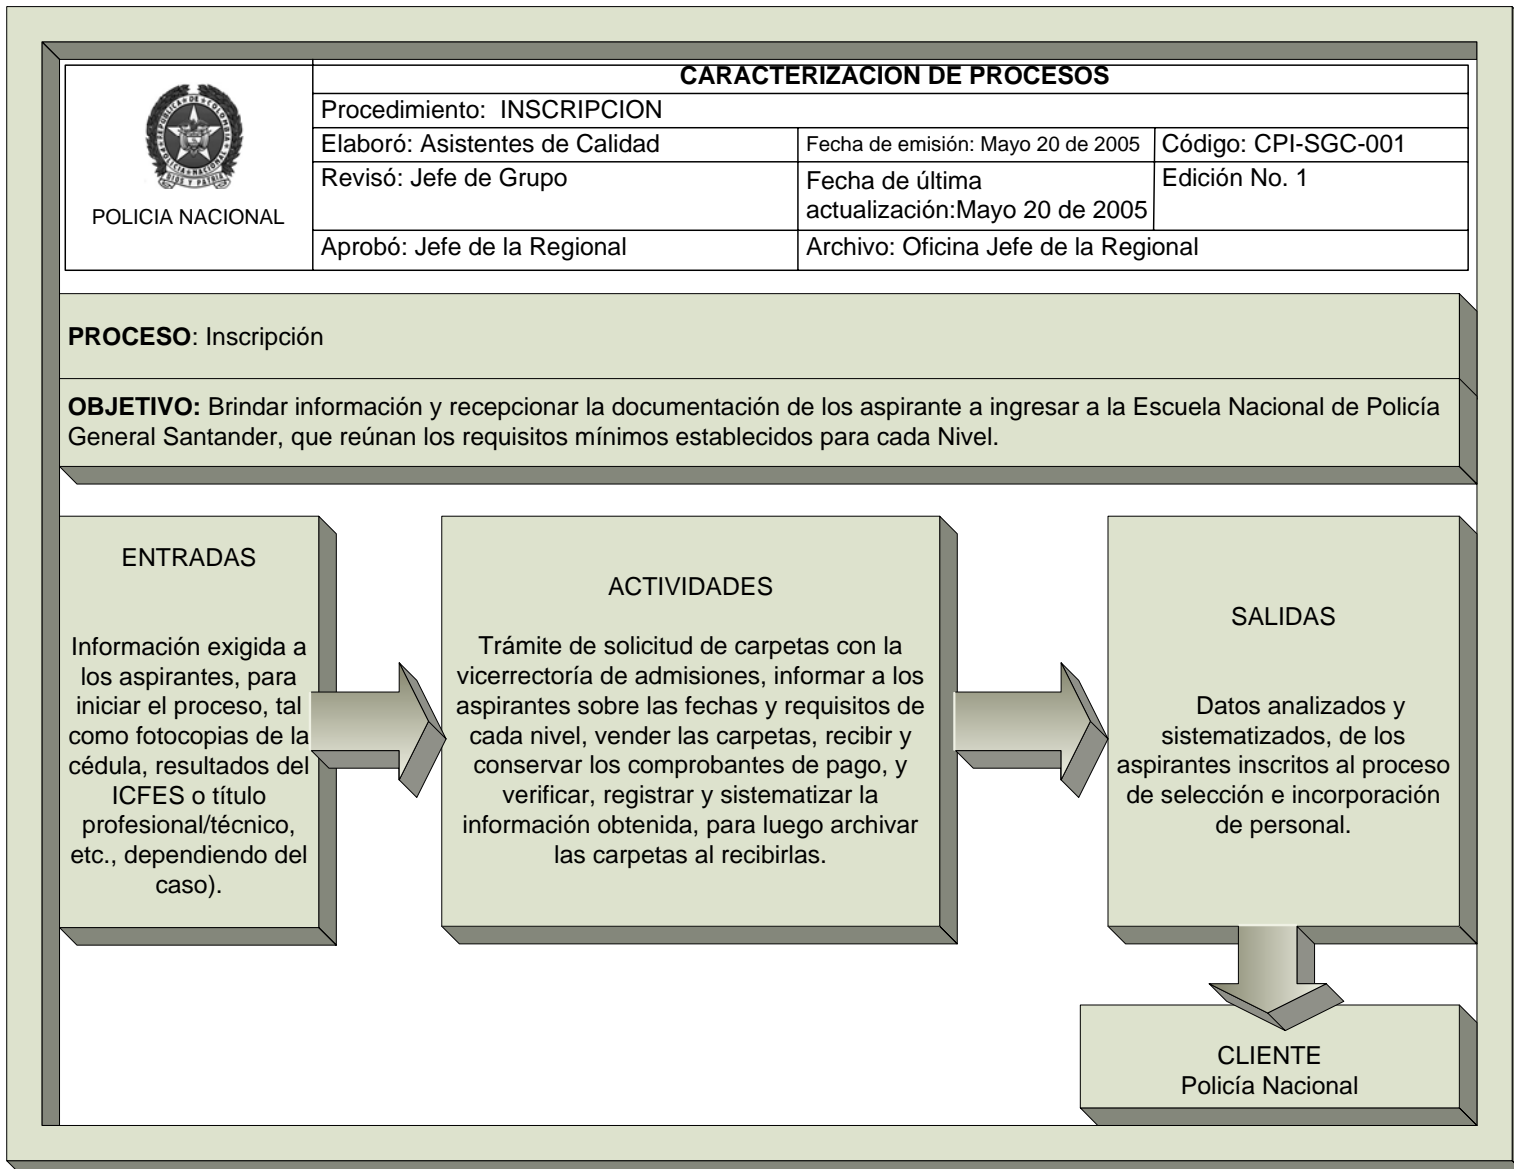 CARACTERIZACION DE PROCESOS
Procedimiento: INSCRIPCION
Elaboró: Asistentes de Calidad
Fecha de emisión: Mayo 20 de 2005
Código: CPI-SGC-001
Revisó: Jefe de Grupo
Fecha de última
actualización:Mayo 20 de 2005
Edición No. 1
Aprobó: Jefe de la Regional
Archivo: Oficina Jefe de la Regional
REPUBLICA DE COLOMBIA
POLICIA NACIONAL
DIOS Y PATRIA
POLICIA NACIONAL
PROCESO: Inscripción
OBJETIVO: Brindar información y recepcionar la documentación de los aspirante a ingresar a la Escuela Nacional de Policía
General Santander, que reúnan los requisitos mínimos establecidos para cada Nivel.
ENTRADAS
Información exigida a
los aspirantes, para
iniciar el proceso, tal
como fotocopias de la
cédula, resultados del
ICFES o título
profesional/técnico,
etc., dependiendo del
caso).
ACTIVIDADES
Trámite de solicitud de carpetas con la
vicerrectoría de admisiones, informar a los
aspirantes sobre las fechas y requisitos de
cada nivel, vender las carpetas, recibir y
conservar los comprobantes de pago, y
verificar, registrar y sistematizar la
información obtenida, para luego archivar
las carpetas al recibirlas.
SALIDAS
Datos analizados y
sistematizados, de los
aspirantes inscritos al proceso
de selección e incorporación
de personal.
CLIENTE
Policía Nacional